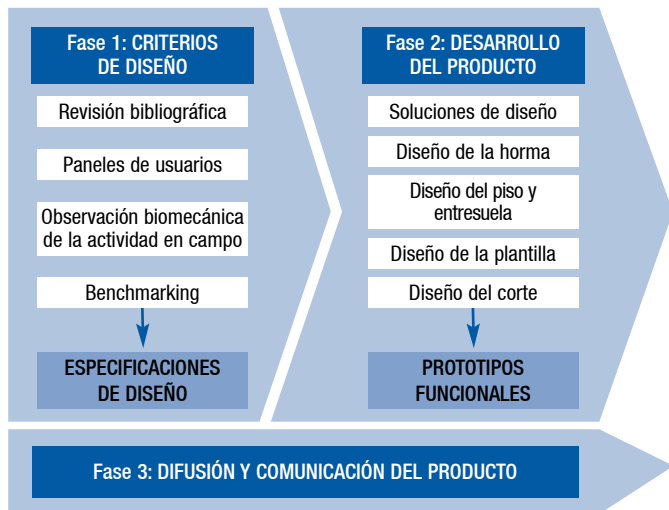 Fase 1: CRITERIOS
DE DISEÑO
Revisión bibliográfica
Paneles de usuarios
Observación biomecánica
de la actividad en campo
Benchmarking
ESPECIFICACIONES
DE DISEÑO
Fase 2: DESARROLLO
DEL PRODUCTO
Soluciones de diseño
Diseño de la horma
Diseño del piso y
entresuela
Diseño de la plantilla
Diseño del corte
PROTOTIPOS
FUNCIONALES
Fase 3: DIFUSIÓN Y COMUNICACIÓN DEL PRODUCTO